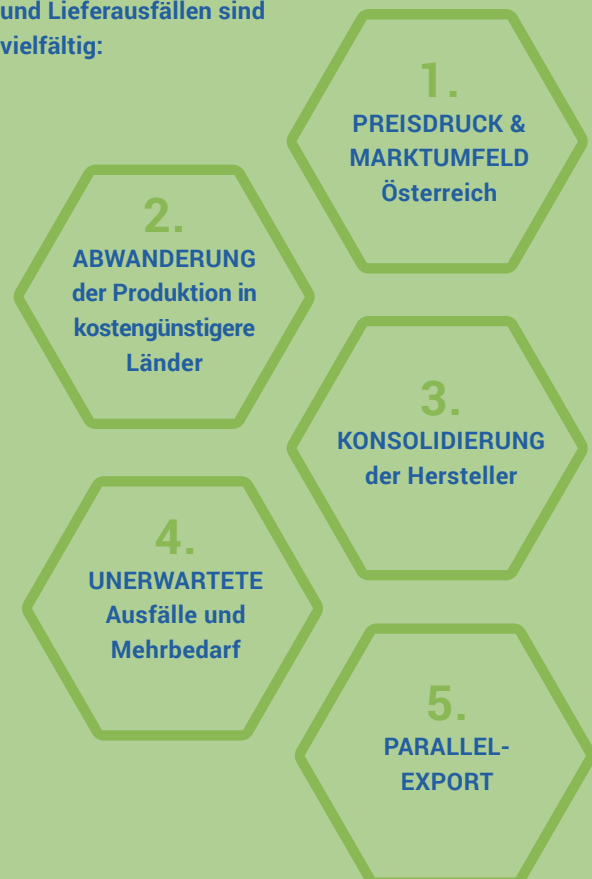 und Lieferausfällen sind
vielfältig:
1.
PREISDRUCK &
MARKTUMFELD
Österreich
2.
ABWANDERUNG
der Produktion in
kostengünstigere
Länder
3.
KONSOLIDIERUNG
der Hersteller
4.
UNERWARTETE
Ausfälle und
Mehrbedarf
5.
PARALLEL-
EXPORT